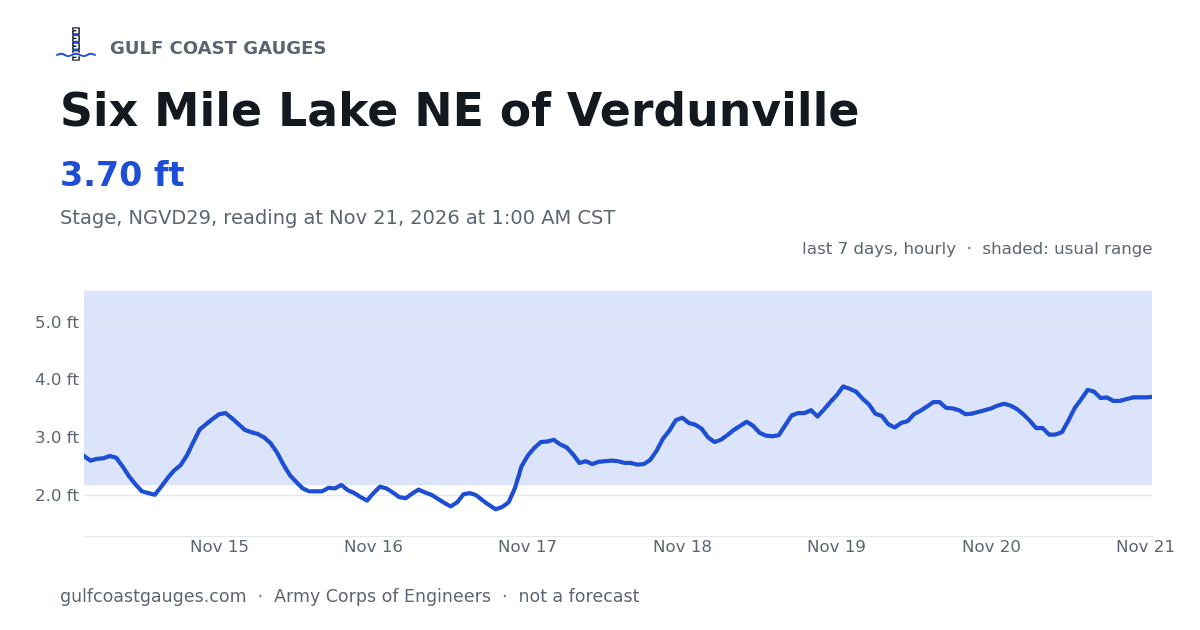 GULF COAST GAUGES
Six Mile Lake NE of Verdunville
3.70 ft
Stage, NGVD29, reading at Nov 21, 2026 at 1:00 AM CST
last 7 days, hourly · shaded: usual range
5.0 ft
4.0 ft
3.0 ft
2.0 ft
Nov 15 Nov 16 Nov 17 Nov 18 Nov 19 Nov 20 Nov 21
gulfcoastgauges.com · Army Corps of Engineers · not a forecast